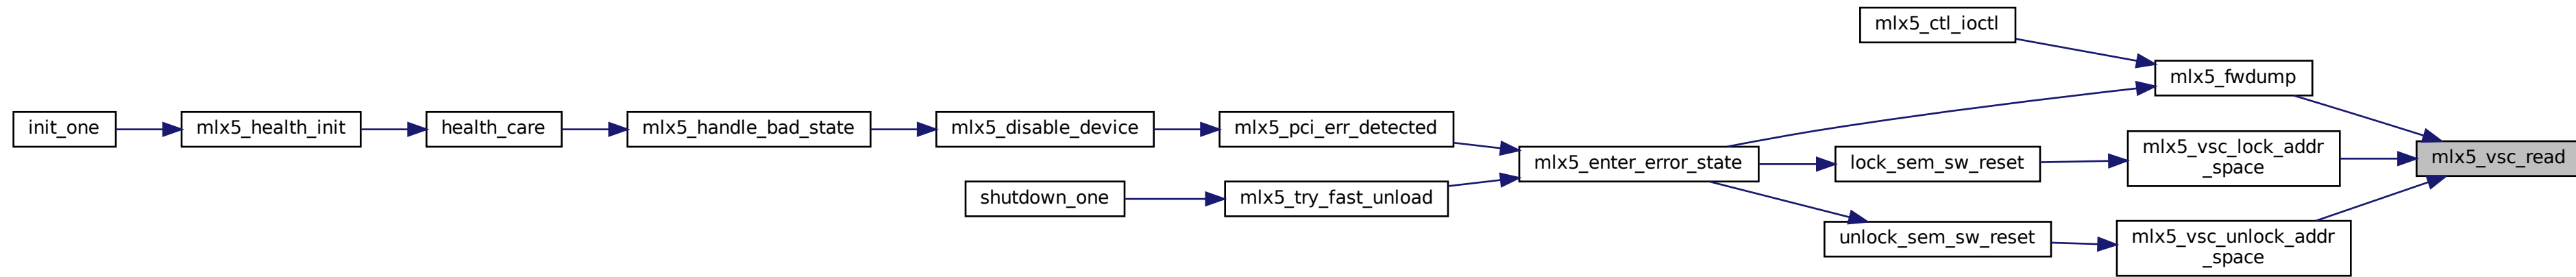 mlx5_ctl_ioctl
mlx5_fwdump
init_one
mlx5_health_init
health_care
mlx5_handle_bad_state
mlx5_disable_device
mlx5_pci_err_detected
mlx5_enter_error_state
lock_sem_sw_reset
mlx5_vsc_lock_addr
_space
mlx5_vsc_read
shutdown_one
mlx5_try_fast_unload
unlock_sem_sw_reset
mlx5_vsc_unlock_addr
_space